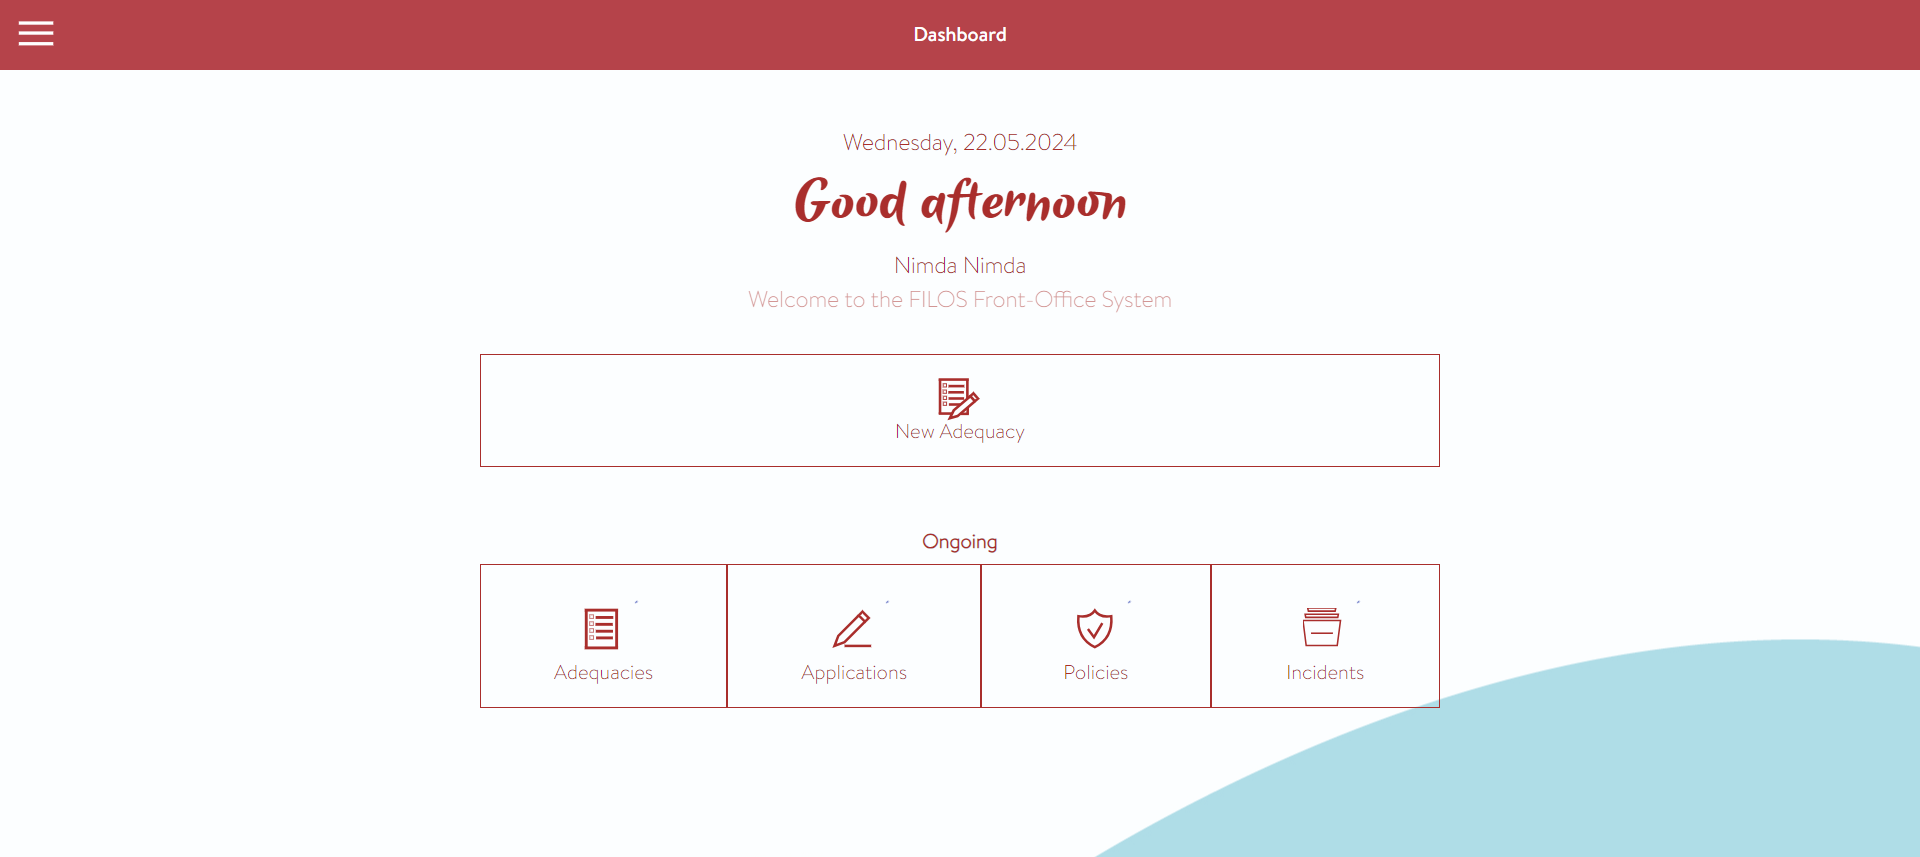 Dashboard
Wednesday, 22.05.2024
Good afternoon
Nimda Nimda
Welcome to the FILOS Front-Office System
New Adequacy
Ongoing
Adequacies
Applications
Policies
Incidents